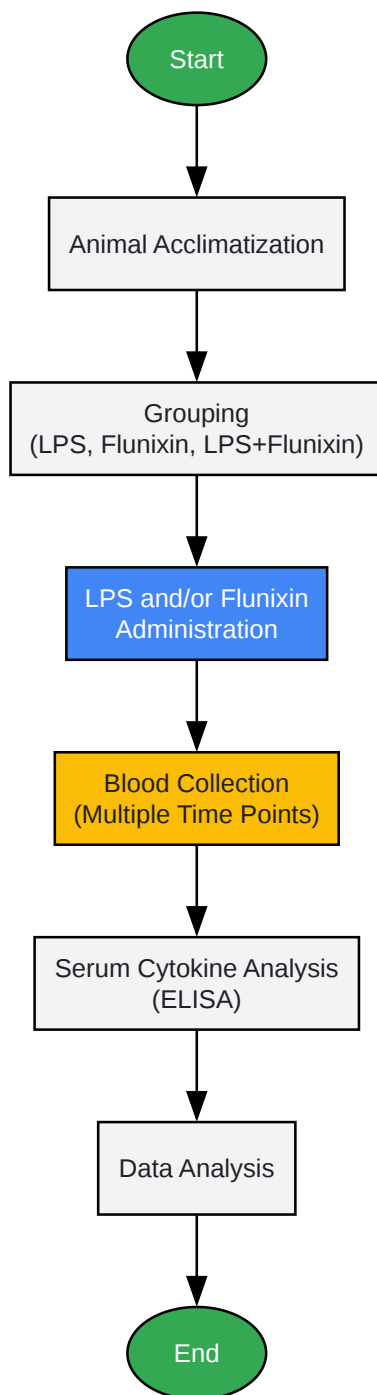 Start
Animal Acclimatization
Grouping
(LPS, Flunixin, LPS+Flunixin)
LPS and/or Flunixin
Administration
Blood Collection
(Multiple Time Points)
Serum Cytokine Analysis
(ELISA)
Data Analysis
End